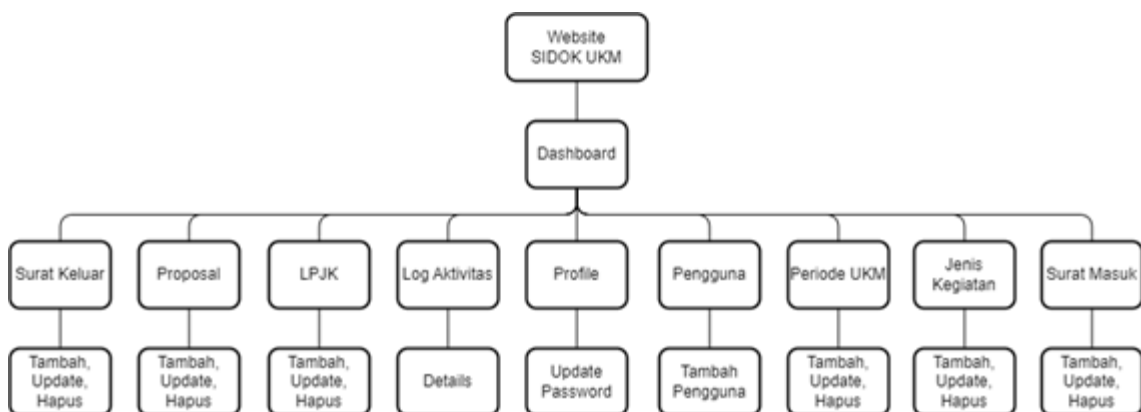 Website
SIDOK UKM
Dashboard
Surat Keluar
Proposal
LPJK
Log Aktivitas
Profile
Pengguna
Periode UKM
Jenis
Kegiatan
Surat Masuk
Tambah,
Update,
Hapus
Tambah,
Update,
Hapus
Tambah,
Update,
Hapus
Details
Update
Password
Tambah
Pengguna
Tambah,
Update,
Hapus
Tambah,
Update,
Hapus
Tambah,
Update,
Hapus